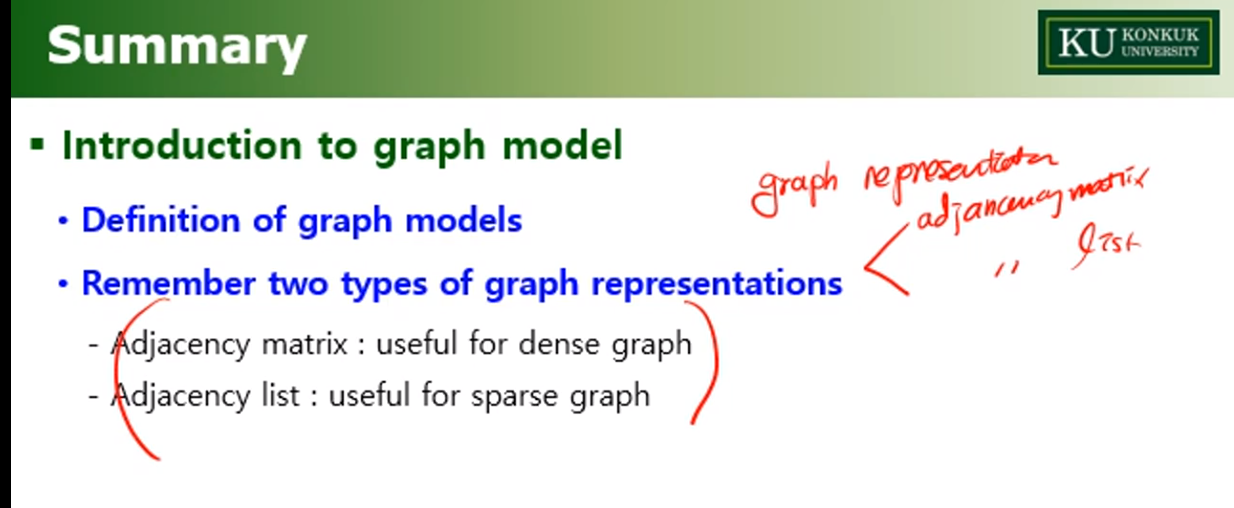 Summary
KU KONKUK
UNIVERSITY
▪ Introduction to graph model
• Definition of graph models
• Remember two types of graph representations
- Adjacency matrix : useful for dense graph
- Adjacency list : useful for sparse graph
graph representation
adjancency matrix
〃 list